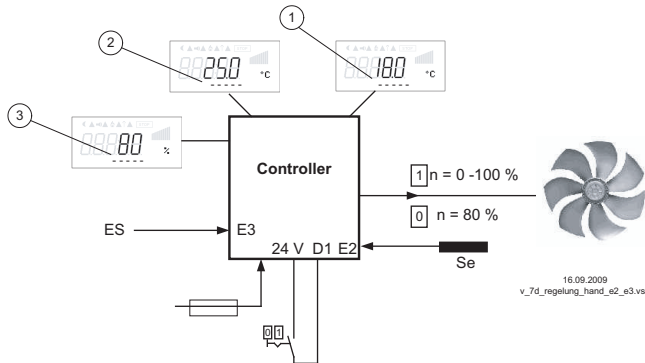 1
2
25.0
°C
18.0
°C
3
80
%
Controller
1 n = 0 -100 %
0 n = 80 %
ES
E3
24 V D1 E2
Se
0 1
16.09.2009
v_7d_regelung_hand_e2_e3.vs